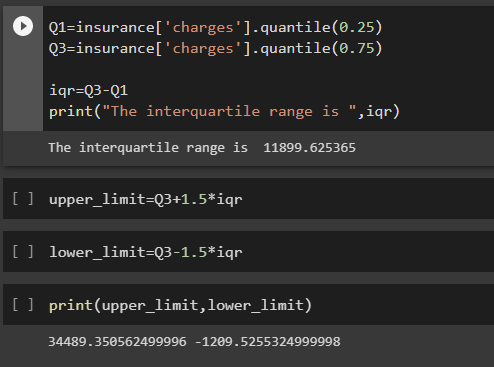 Q1=insurance['charges'].quantile(0.25)
Q3=insurance['charges'].quantile(0.75)
iqr=Q3-Q1
print("The interquartile range is ",iqr)
The interquartile range is  11899.625365
[ ] upper_limit=Q3+1.5*iqr
[ ] lower_limit=Q3-1.5*iqr
[ ] print(upper_limit,lower_limit)
34489.350562499996 -1209.5255324999998